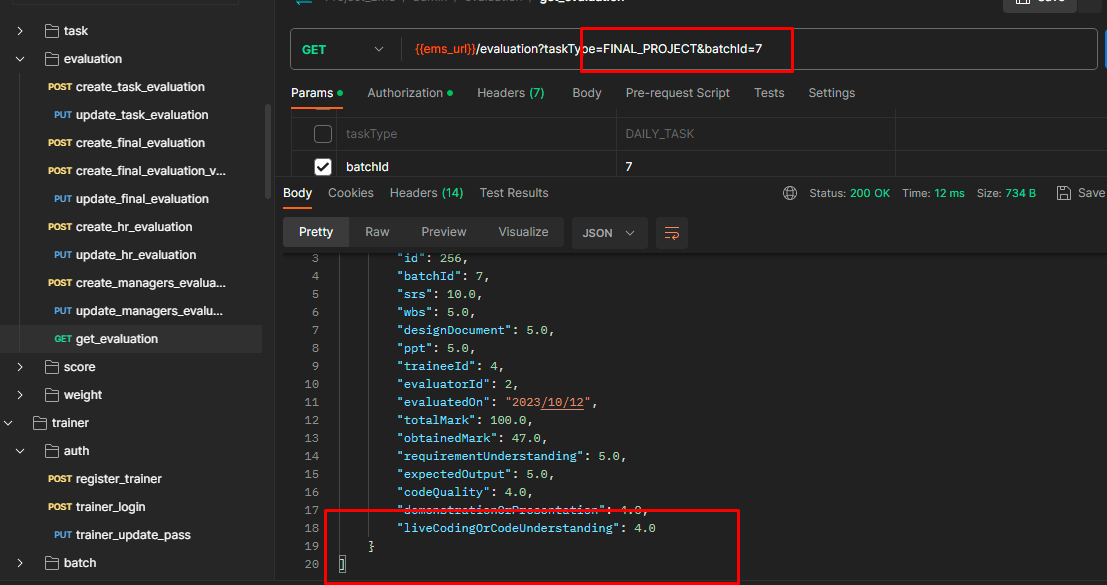 task
evaluation
POST create_task_evaluation
PUT update_task_evaluation
POST create_final_evaluation
POST create_final_evaluation_v...
PUT update_final_evaluation
POST create_hr_evaluation
PUT update_hr_evaluation
POST create_managers_evalua...
PUT update_managers_evalu...
GET get_evaluation
score
weight
trainer
auth
POST register_trainer
POST trainer_login
PUT trainer_update_pass
batch
get_evaluation
GET {{ems_url}}/evaluation?taskType=FINAL_PROJECT&batchId=7
Params Authorization Headers (7) Body Pre-request Script Tests Settings
taskType DAILY_TASK
batchId 7
Body Cookies Headers (14) Test Results Status: 200 OK Time: 12 ms Size: 734 B Save
Pretty Raw Preview Visualize JSON
3 "id": 256,
4 "batchId": 7,
5 "srs": 10.0,
6 "wbs": 5.0,
7 "designDocument": 5.0,
8 "ppt": 5.0,
9 "traineeId": 4,
10 "evaluatorId": 2,
11 "evaluatedOn": "2023/10/12",
12 "totalMark": 100.0,
13 "obtainedMark": 47.0,
14 "requirementUnderstanding": 5.0,
15 "expectedOutput": 5.0,
16 "codeQuality": 4.0,
17 "demonstrationOrPresentation": 4.0,
18 "liveCodingOrCodeUnderstanding": 4.0
19 }
20 ]